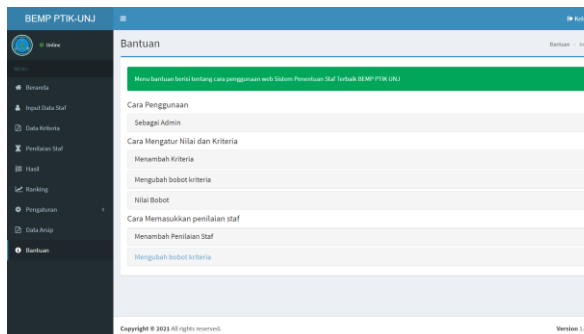 BEMP PTIK-UNJ
Online
MENU
Beranda
Input Data Staf
Data Kriteria
Penilaian Staf
Hasil
Ranking
Pengaturan
Data Arsip
Bantuan
Bantuan
Bantuan
Menu bantuan berisi tentang cara penggunaan web Sistem Penentuan Staf Terbaik BEMP PTIK UNJ
Cara Penggunaan
Sebagai Admin
Cara Mengatur Nilai dan Kriteria
Menambah Kriteria
Mengubah bobot kriteria
Nilai Bobot
Cara Memasukkan penilaian staf
Menambah Penilaian Staf
Mengubah bobot kriteria
Copyright © 2021 All rights reserved.
Version